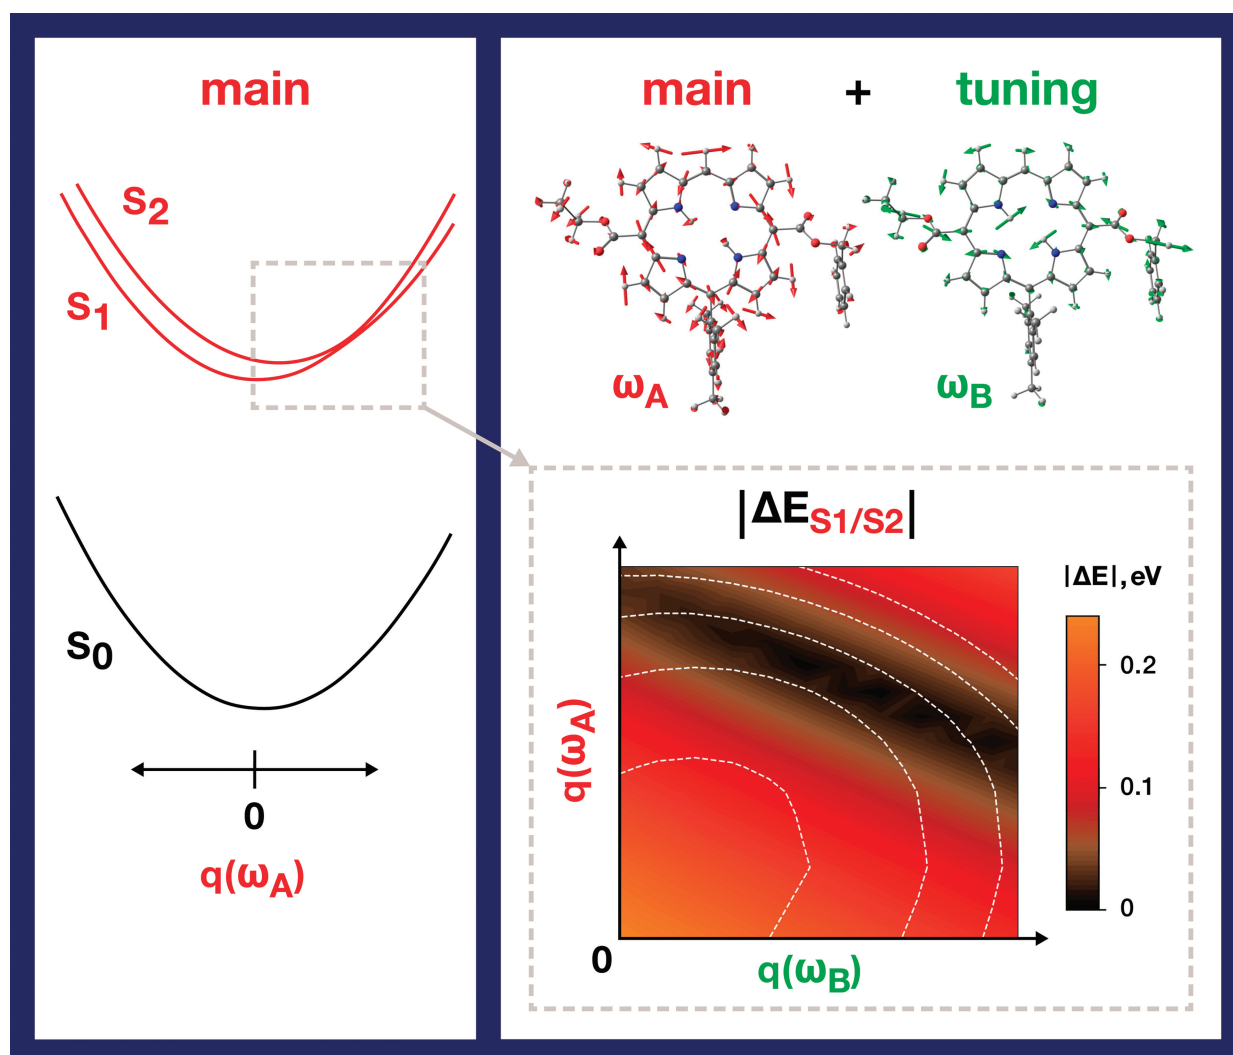 main
S2
S1
S0
0
q(ωA)
main + tuning
ωA ωB
|ΔES1/S2|
|ΔE|, eV
0.2
0.1
0
q(ωA)
0
q(ωB)